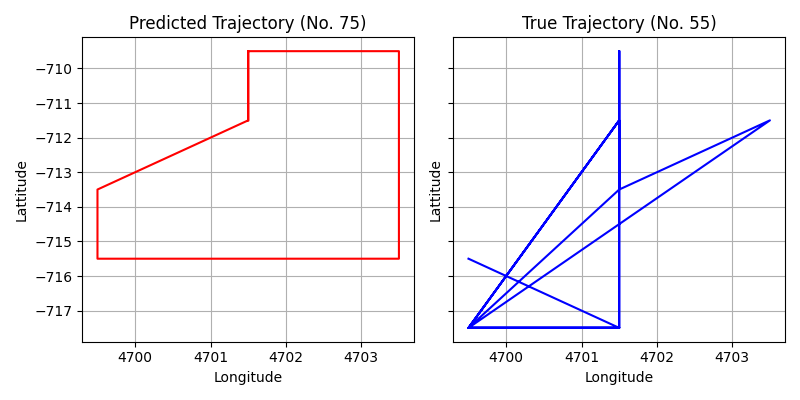 Predicted Trajectory (No. 75)
True Trajectory (No. 55)
Lattitude
−710
−711
−712
−713
−714
−715
−716
−717
4700
4701
4702
4703
Longitude
Lattitude
4700
4701
4702
4703
Longitude